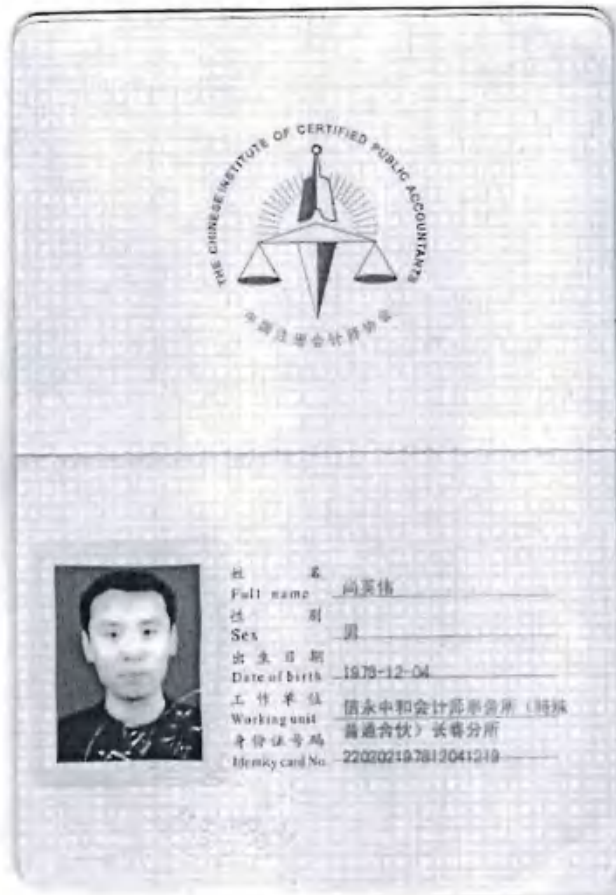 THE CHINESE INSTITUTE OF CERTIFIED PUBLIC ACCOUNTANTS
中国注册会计师协会
姓 名
Full name 尚英伟
性 别
Sex 男
出 生 日 期
Date of birth 1978-12-04
工 作 单 位
Working unit 信永中和会计师事务所（特殊
普通合伙）长春分所
身 份 证 号 码
Identity card No. 220202197812041219